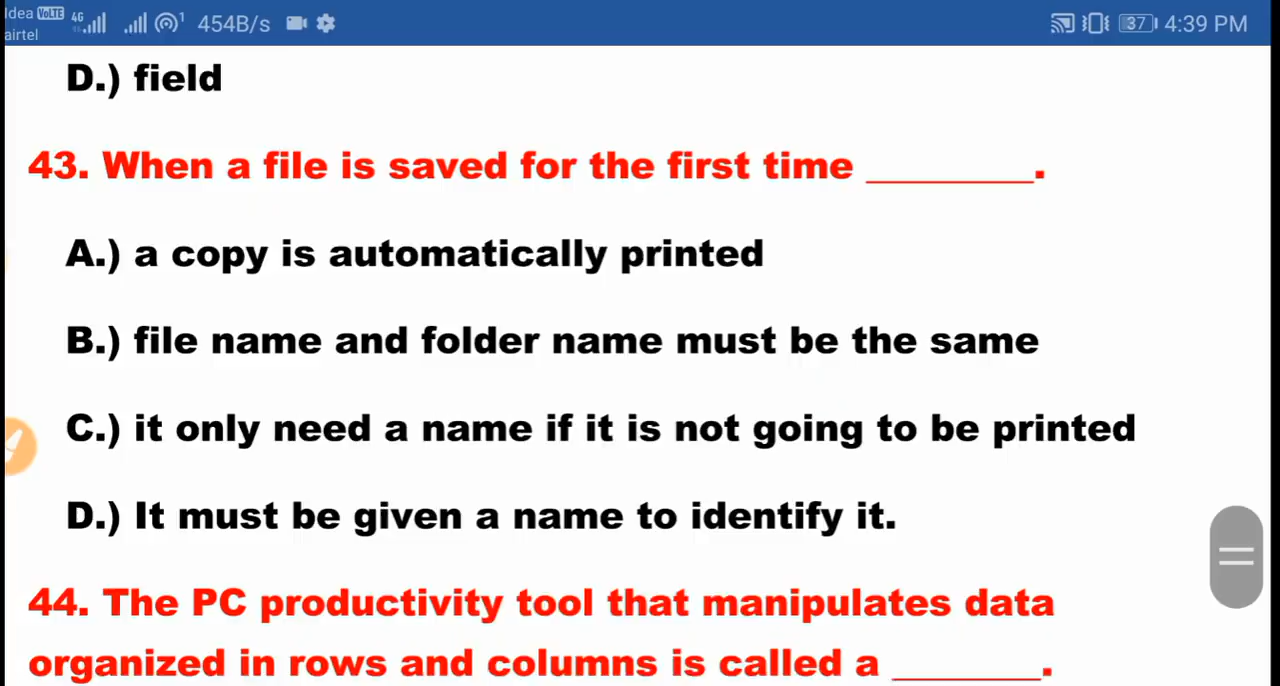 Idea VoLTE 4G 1 454B/s 37 4:39 PM
airtel
D.) field
43. When a file is saved for the first time ________.
A.) a copy is automatically printed
B.) file name and folder name must be the same
C.) it only need a name if it is not going to be printed
D.) It must be given a name to identify it.
44. The PC productivity tool that manipulates data
organized in rows and columns is called a _______.